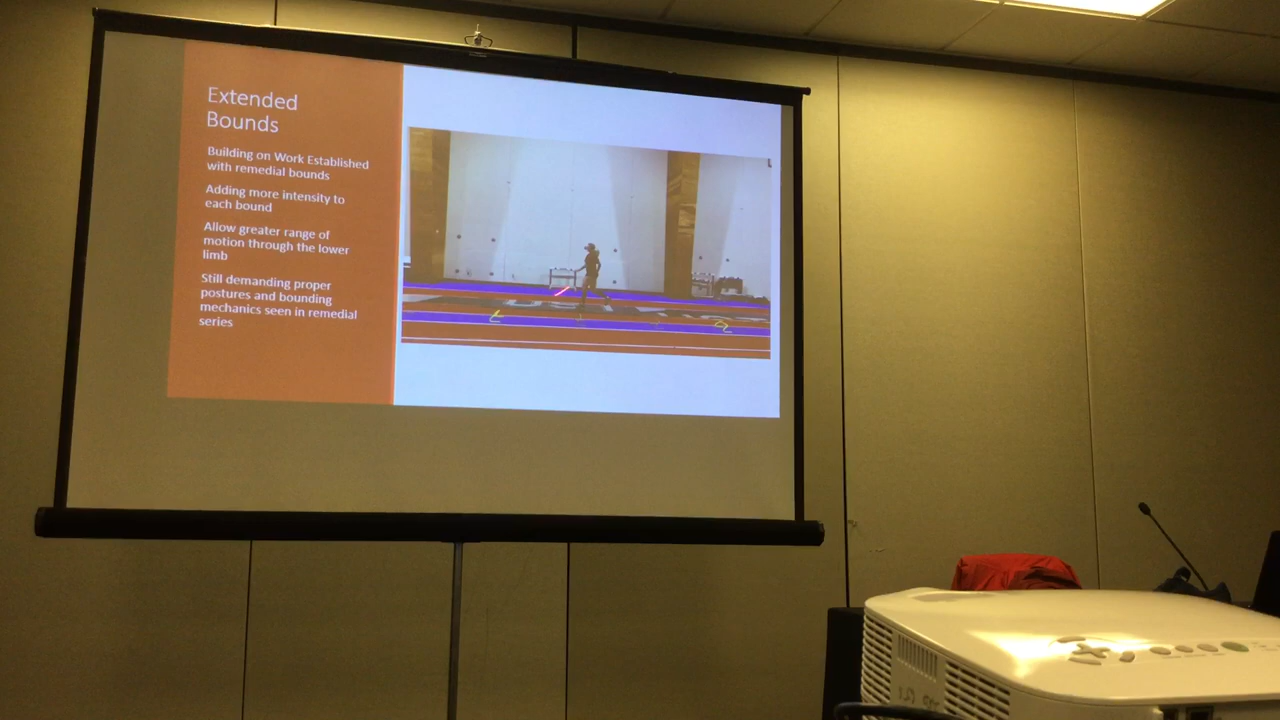 Extended
Bounds
Building on Work Established
with remedial bounds
Adding more intensity to
each bound
Allow greater range of
motion through the lower
limb
Still demanding proper
postures and bounding
mechanics seen in remedial
series